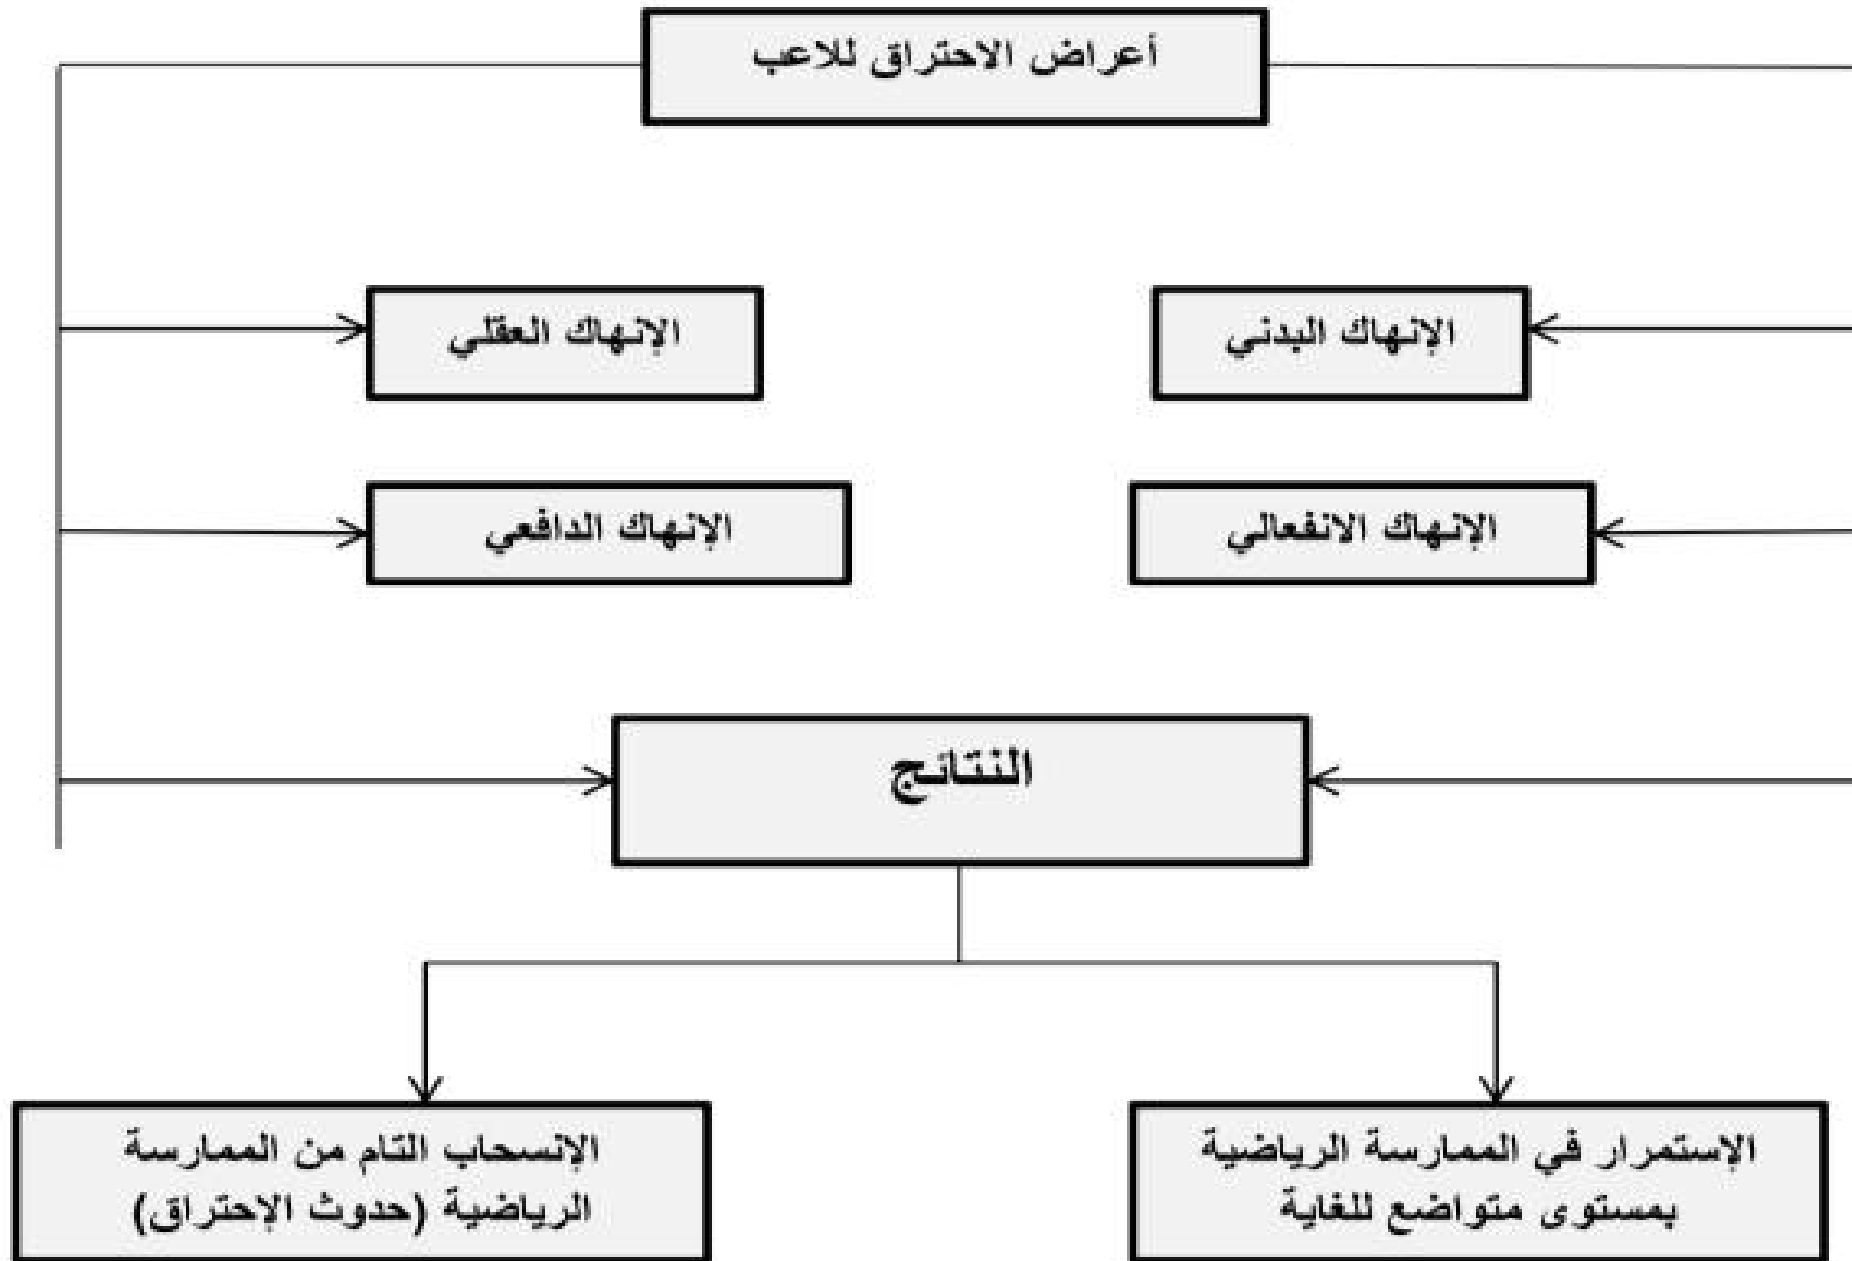 أعراض الاحتراق للاعب
الإنهاك البدني
الإنهاك العقلي
الإنهاك الانفعالي
الإنهاك الدافعي
النتائج
الإستمرار في الممارسة الرياضية
بمستوى متواضع للغاية
الإنسحاب التام من الممارسة
الرياضية (حدوث الإحتراق)